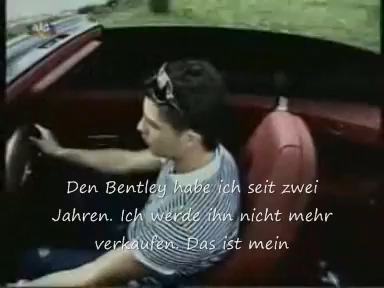 Den Bentley habe ich seit zwei
Jahren. Ich werde ihn nicht mehr
verkaufen. Das ist mein